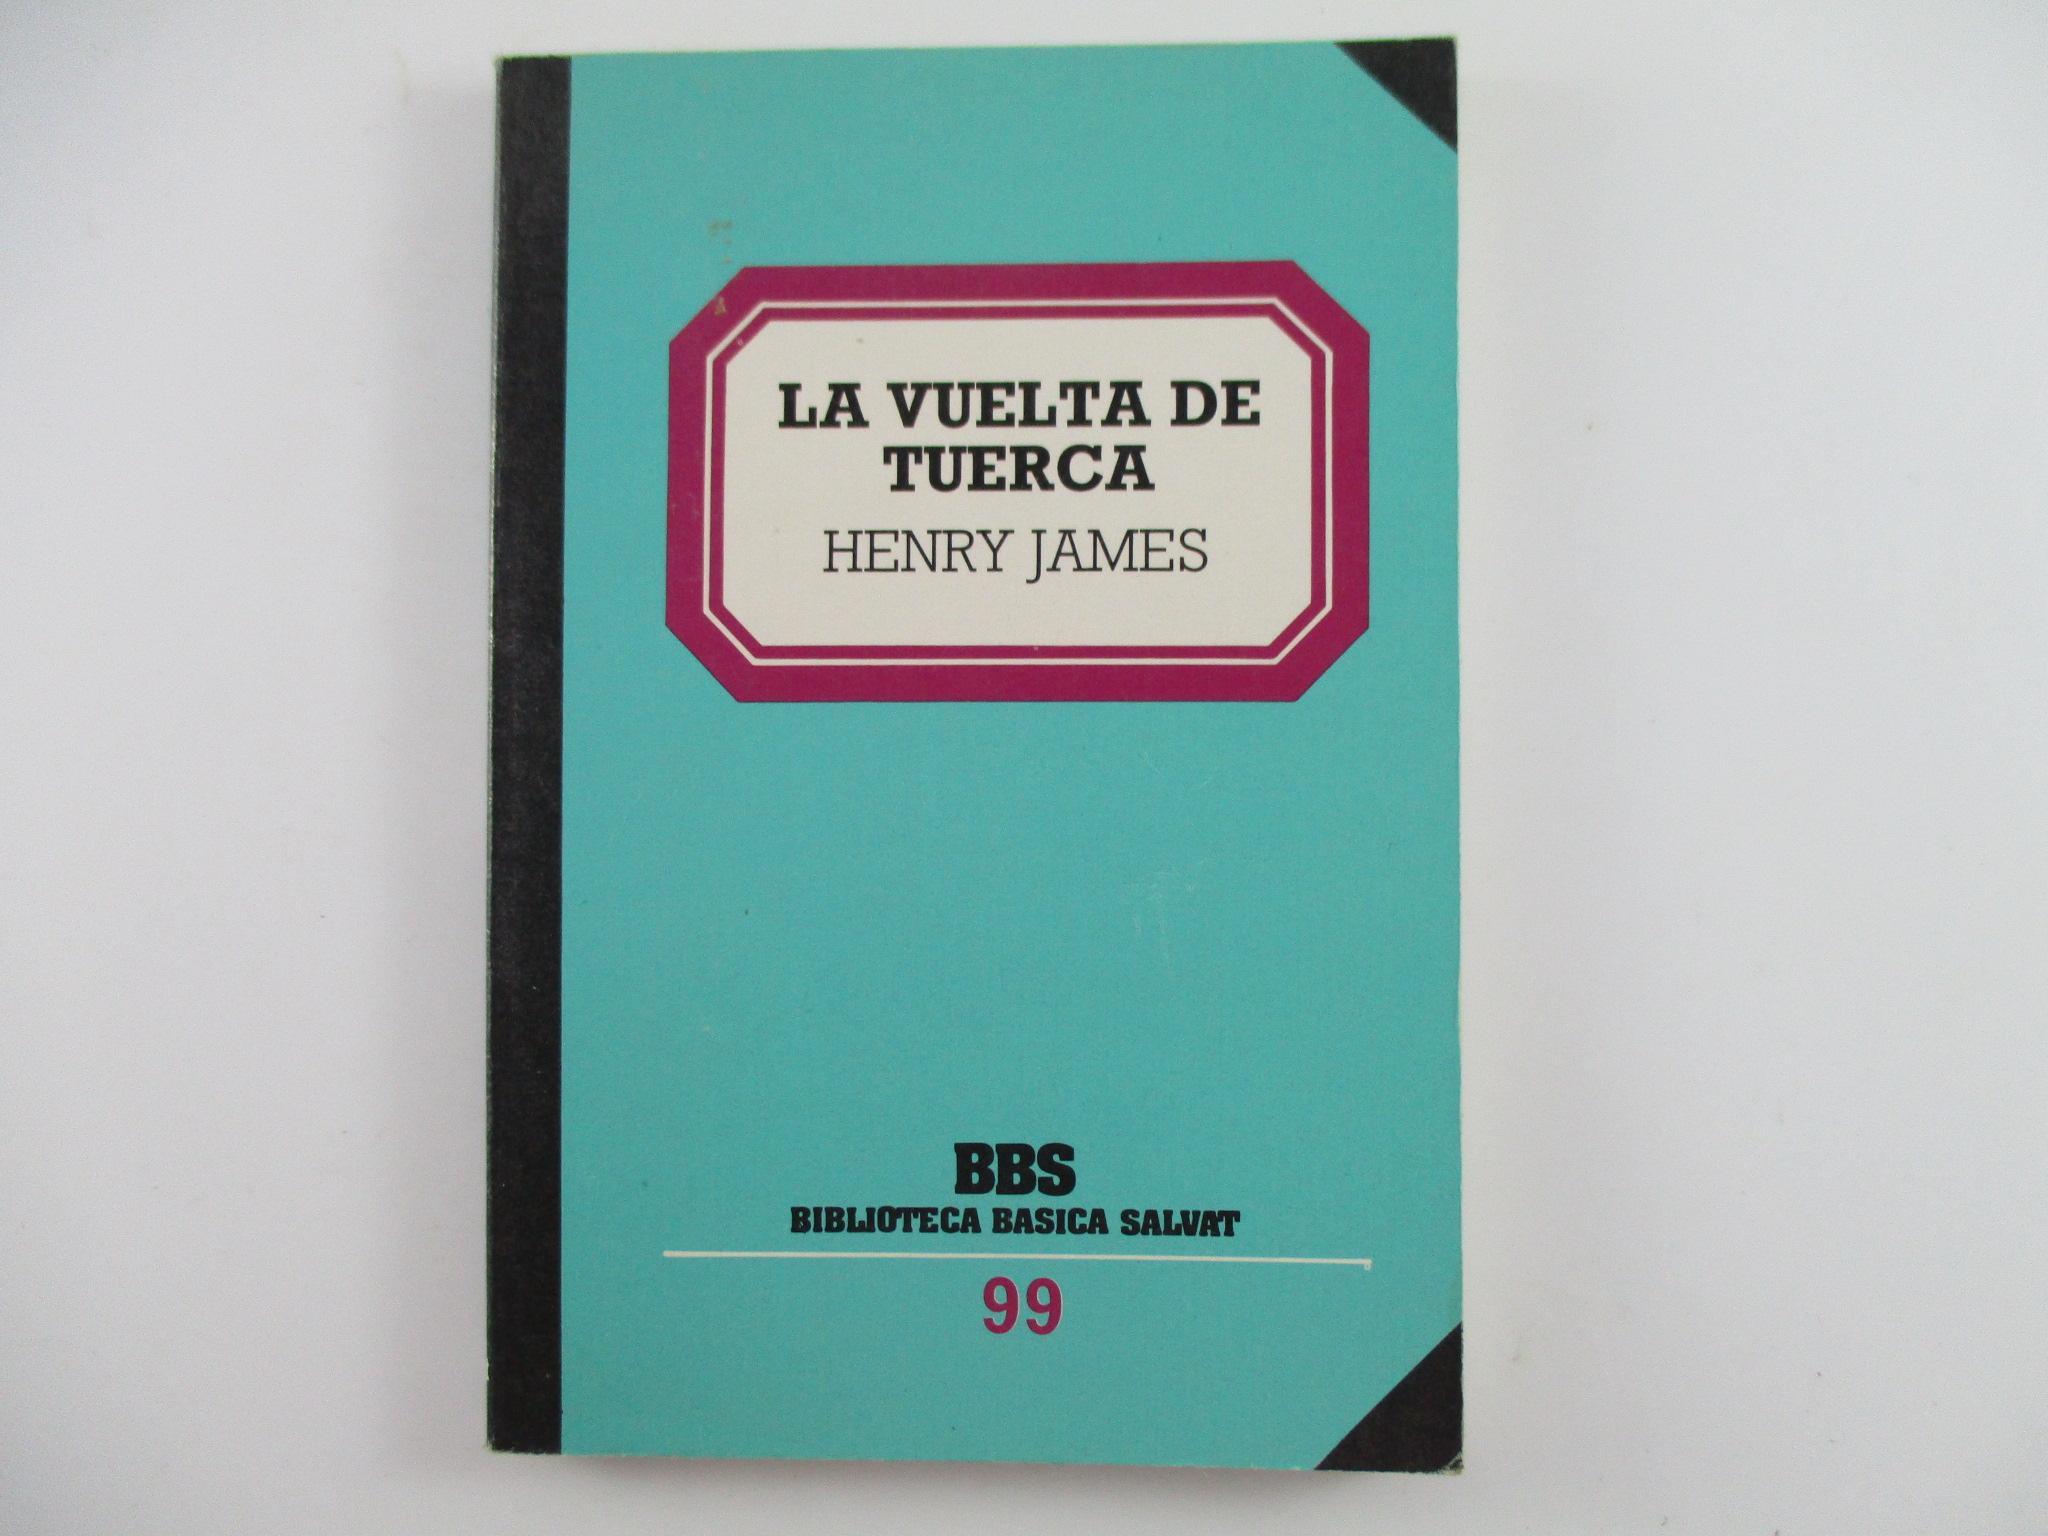 LA VUELTA DE
TUERCA
HENRY JAMES
BBS
BIBLIOTECA BASICA SALVAT
99